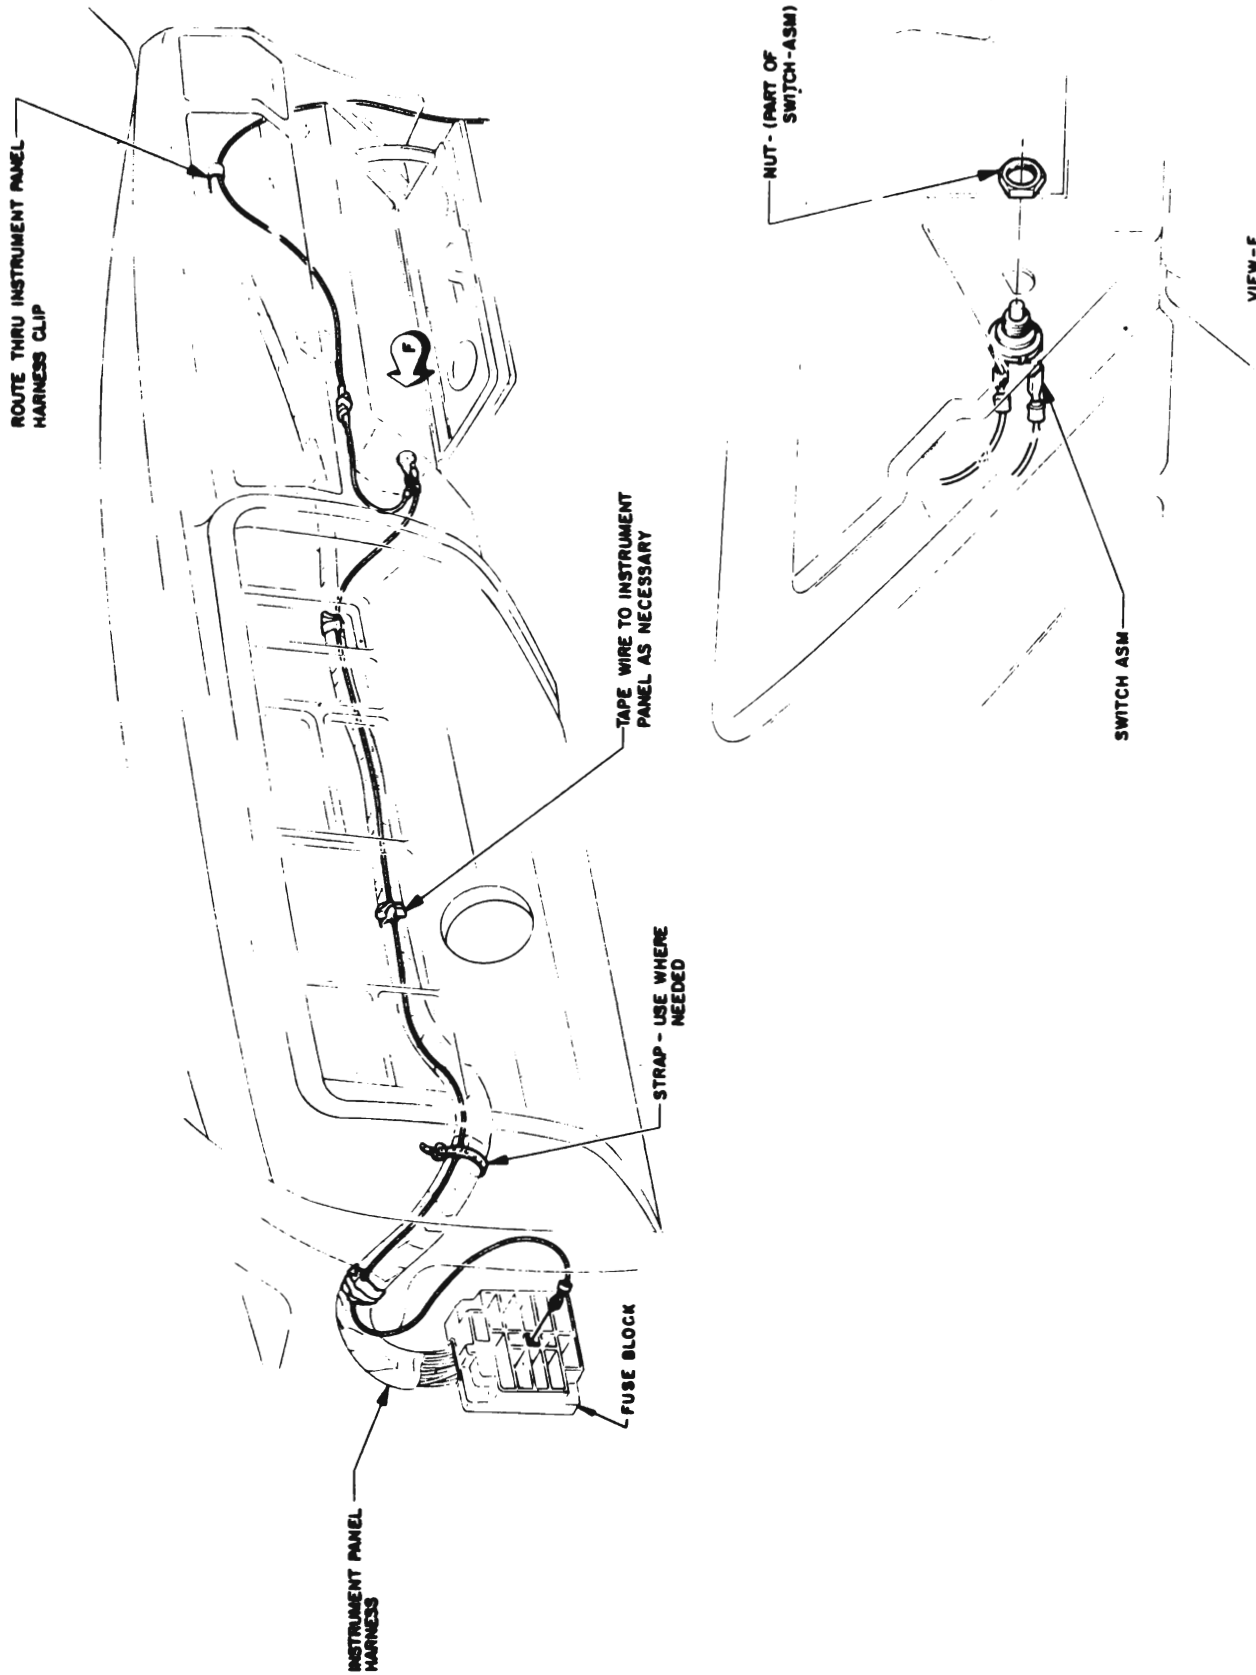 ROUTE THRU INSTRUMENT PANEL
HARNESS CLIP
F
TAPE WIRE TO INSTRUMENT
PANEL AS NECESSARY
STRAP - USE WHERE
NEEDED
FUSE BLOCK
INSTRUMENT PANEL
HARNESS
NUT - (PART OF
SWITCH-ASM)
SWITCH ASM
VIEW-F